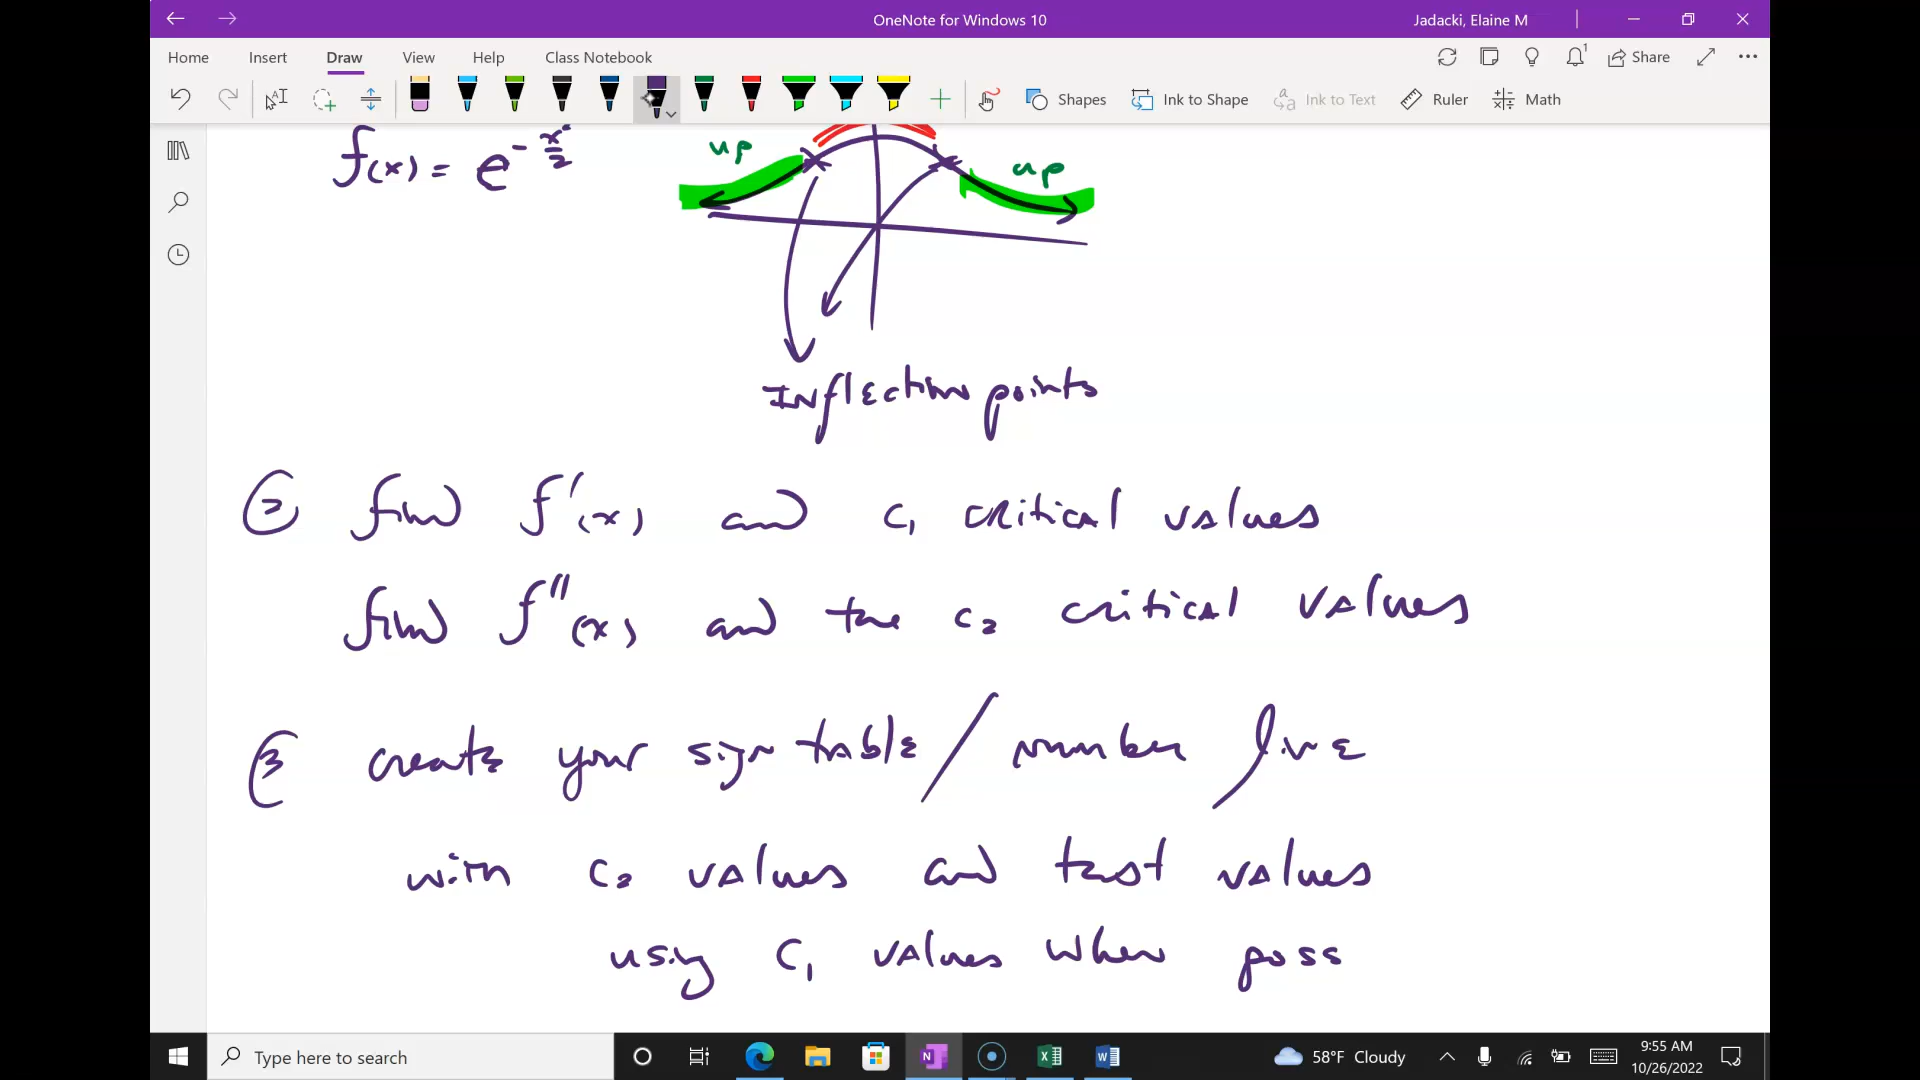 OneNote for Windows 10
Jadacki, Elaine M
Home Insert Draw View Help Class Notebook
1 Share
Shapes Ink to Shape Ink to Text Ruler Math
f(x) = e^-x²/2
up
up
Inflection points
② find f'(x) and c₁ critical values
find f''(x) and the c₂ critical values
③ create your sign table / number line
with c₂ values and test values
using C₁ values when poss
Type here to search
58°F Cloudy
9:55 AM
10/26/2022